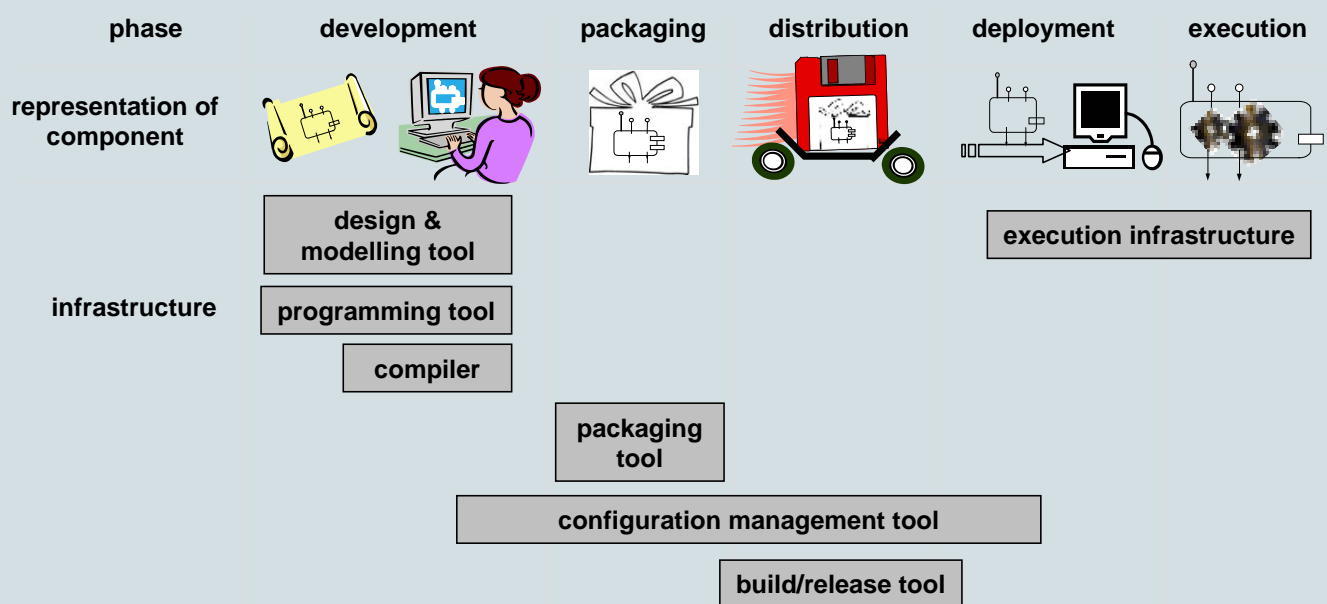 phase development packaging distribution deployment execution
representation of
component
design &
modelling tool
execution infrastructure
infrastructure
programming tool
compiler
packaging
tool
configuration management tool
build/release tool